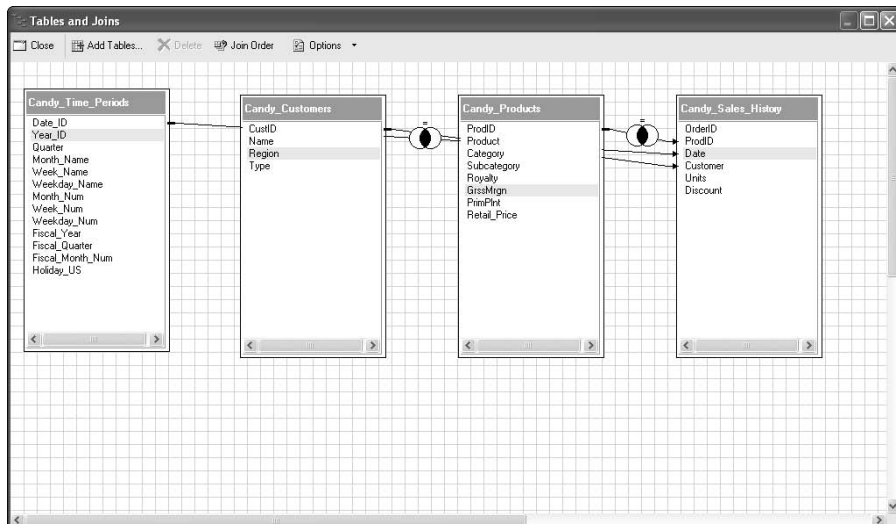 Tables and Joins
Close Add Tables... Delete Join Order Options
Candy_Time_Periods
Date_ID
Year_ID
Quarter
Month_Name
Week_Name
Weekday_Name
Month_Num
Week_Num
Weekday_Num
Fiscal_Year
Fiscal_Quarter
Fiscal_Month_Num
Holiday_US
Candy_Customers
CustID
Name
Region
Type
=
Candy_Products
ProdID
Product
Category
Subcategory
Royalty
GrssMrgn
PrimPlnt
Retail_Price
=
Candy_Sales_History
OrderID
ProdID
Date
Customer
Units
Discount